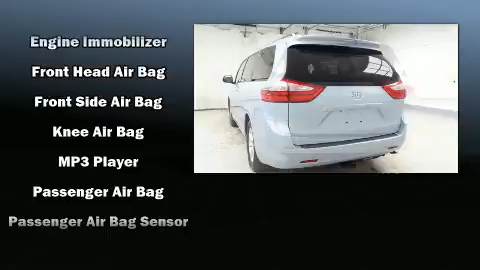 Engine Immobilizer
Front Head Air Bag
Front Side Air Bag
Knee Air Bag
MP3 Player
Passenger Air Bag
Passenger Air Bag Sensor